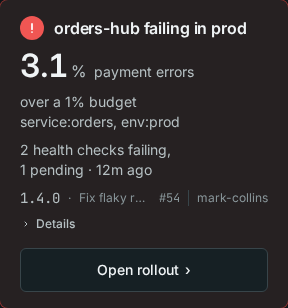 ! orders-hub failing in prod
3.1 % payment errors
over a 1% budget
service:orders, env:prod
2 health checks failing,
1 pending · 12m ago
1.4.0 · Fix flaky r… #54 | mark-collins
› Details
Open rollout ›